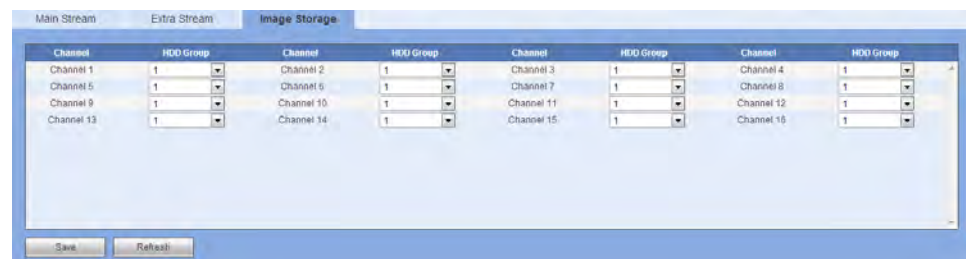 Main Stream Extra Stream Image Storage
Channel HDD Group Channel HDD Group Channel HDD Group Channel HDD Group
Channel 1 1 Channel 2 1 Channel 3 1 Channel 4 1
Channel 5 1 Channel 6 1 Channel 7 1 Channel 8 1
Channel 9 1 Channel 10 1 Channel 11 1 Channel 12 1
Channel 13 1 Channel 14 1 Channel 15 1 Channel 16 1
Save Refresh